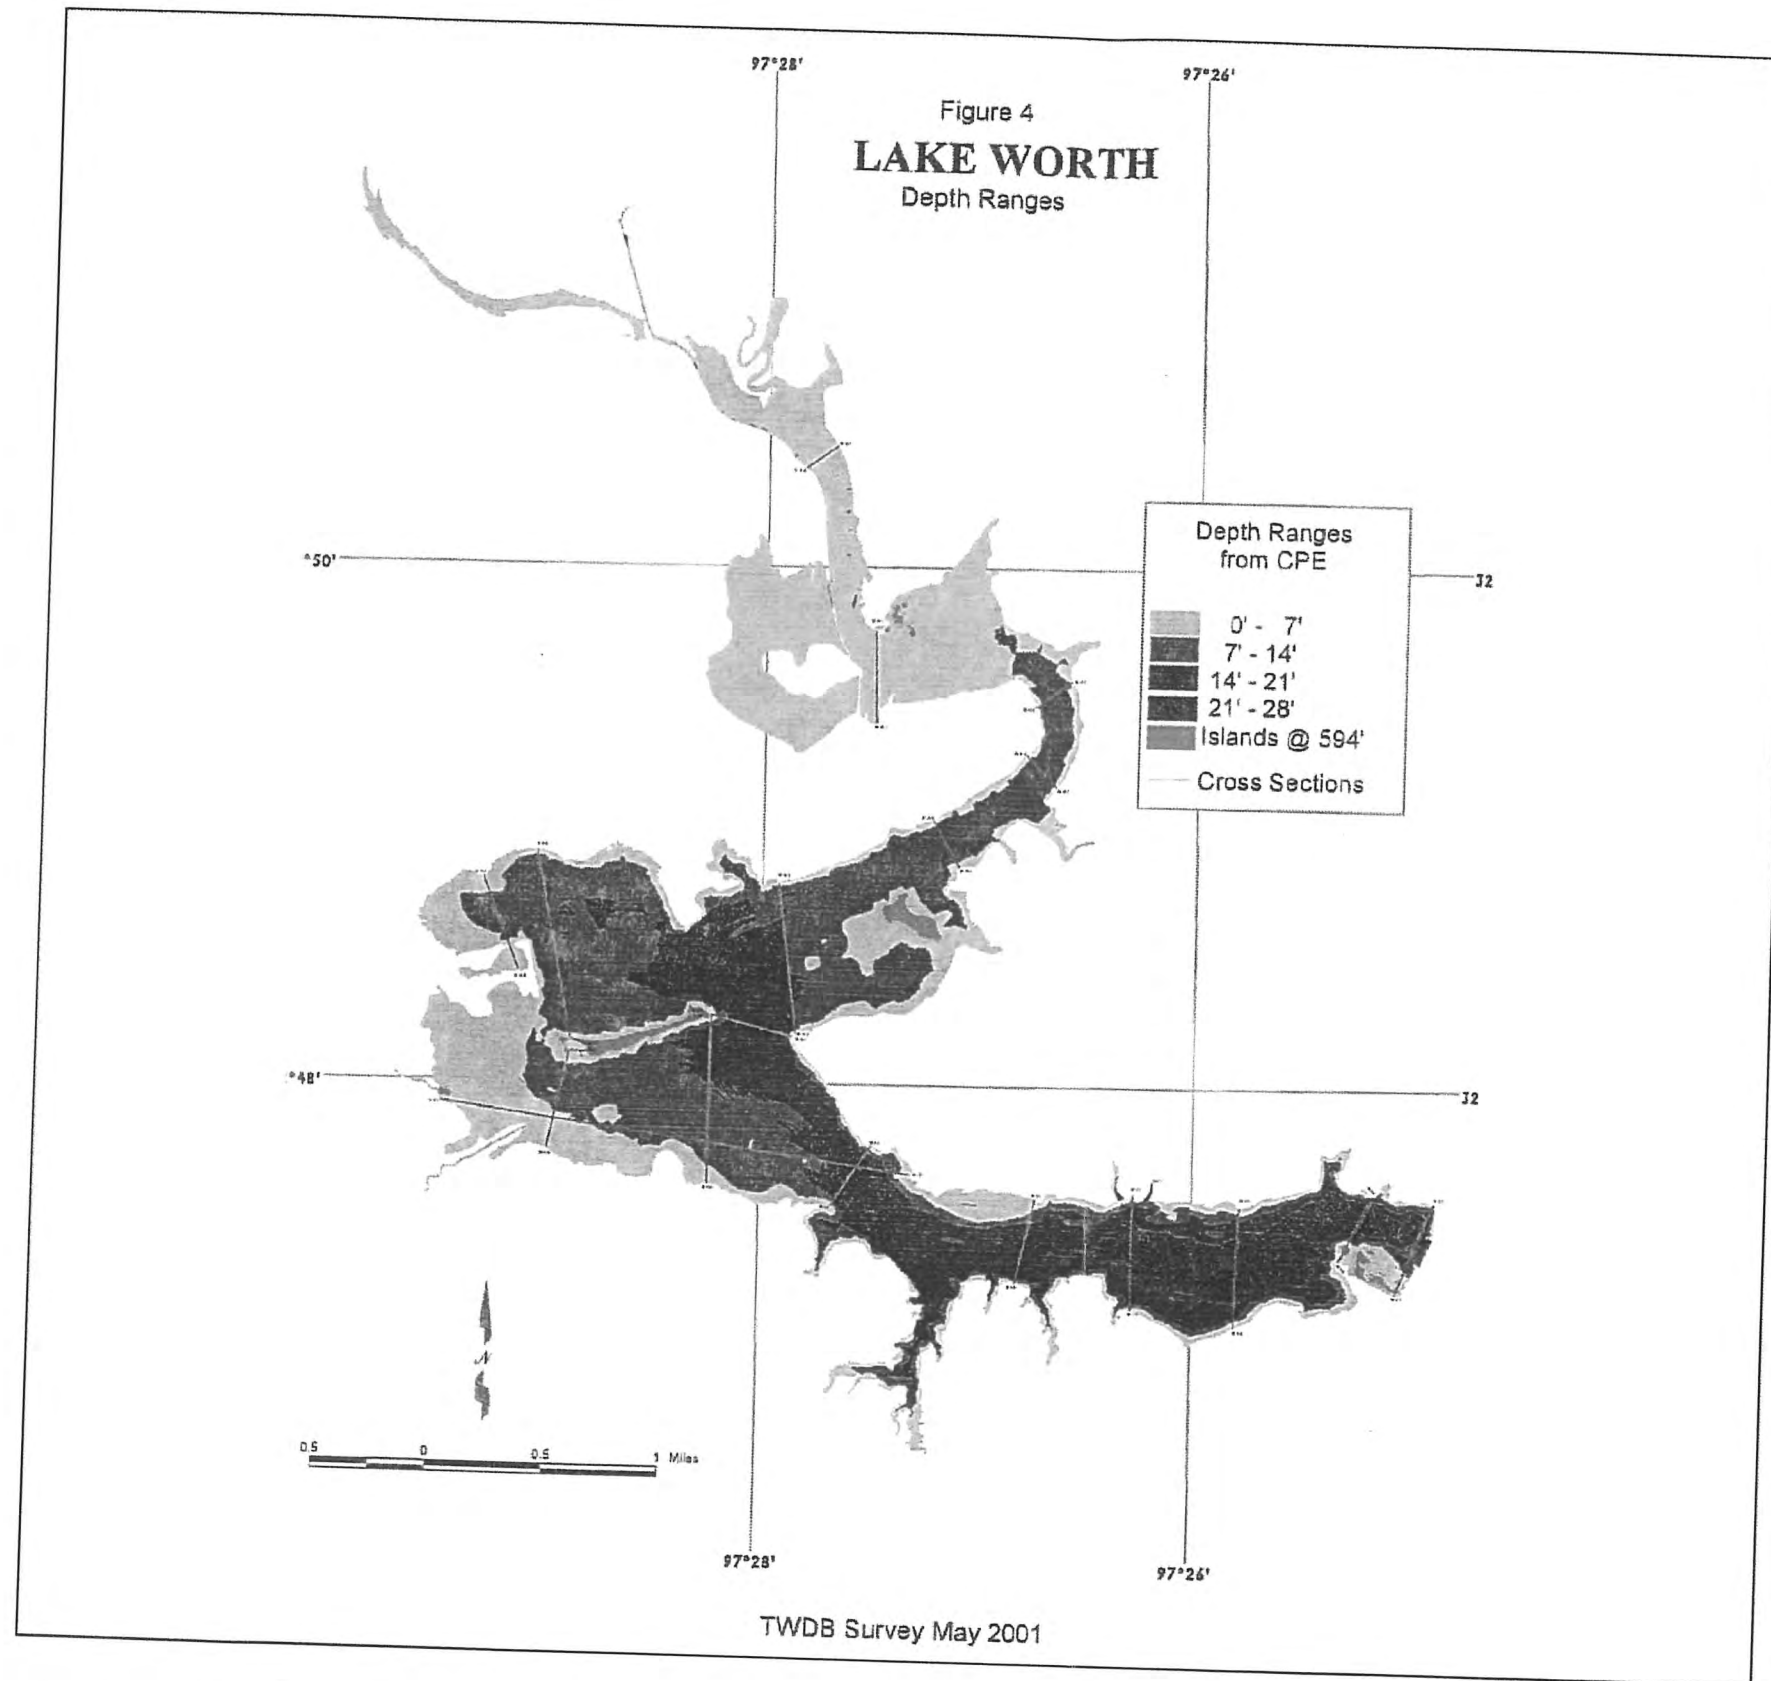 97°28'
97°26'
Figure 4
LAKE WORTH
Depth Ranges
°50'
Depth Ranges
from CPE
J2
0' - 7'
7' - 14'
14' - 21'
21' - 28'
Islands @ 594'
Cross Sections
°48'
J2
N
0.5 0 0.5 1 Miles
97°28'
97°26'
TWDB Survey May 2001